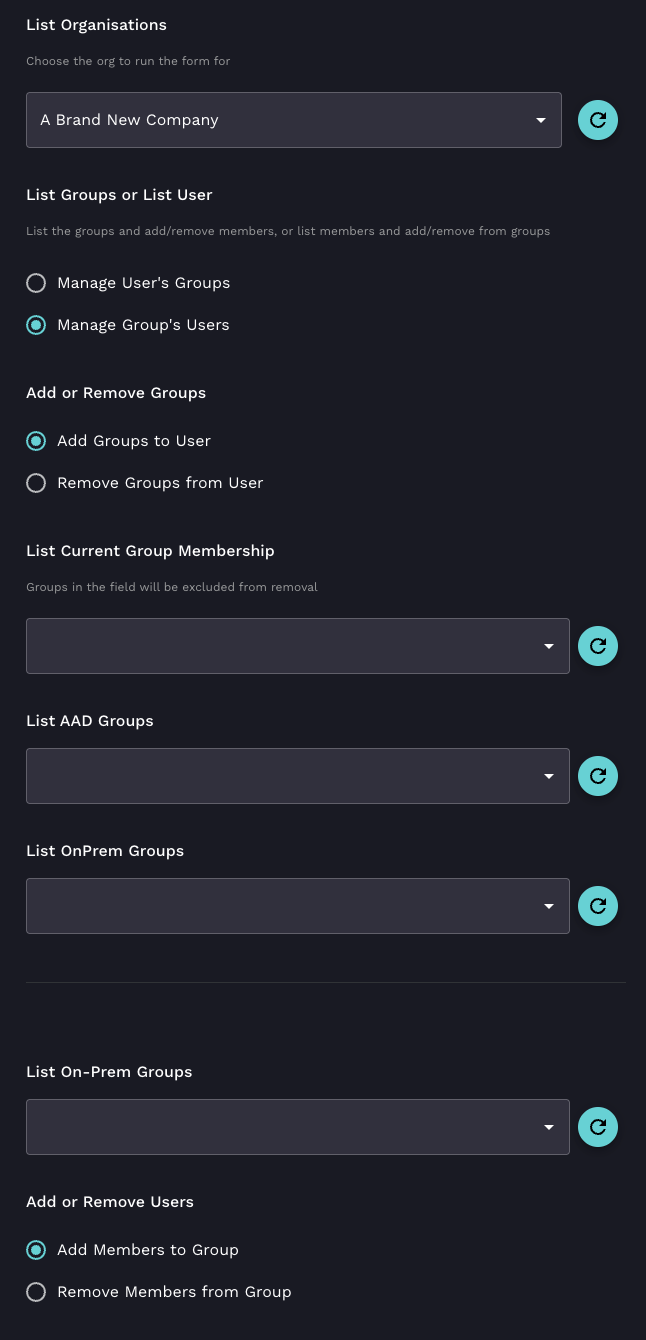 List Organisations
Choose the org to run the form for
A Brand New Company
List Groups or List User
List the groups and add/remove members, or list members and add/remove from groups
Manage User's Groups
Manage Group's Users
Add or Remove Groups
Add Groups to User
Remove Groups from User
List Current Group Membership
Groups in the field will be excluded from removal
List AAD Groups
List OnPrem Groups
List On-Prem Groups
Add or Remove Users
Add Members to Group
Remove Members from Group